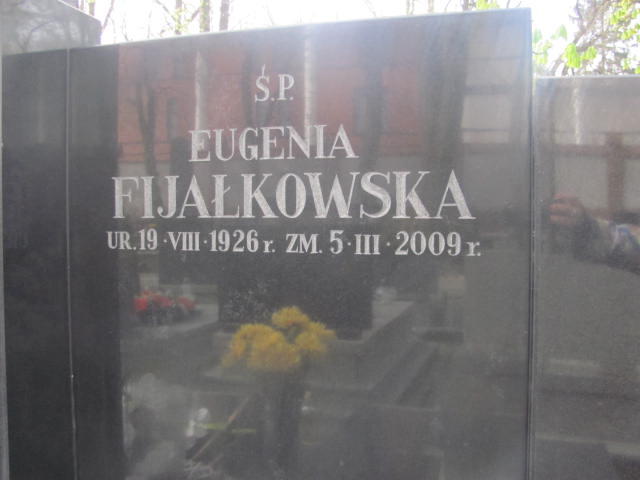 Ś.P.
EUGENIA
FIJAŁKOWSKA
UR. 19 · VIII · 1926 r. ZM. 5 · III · 2009 r.